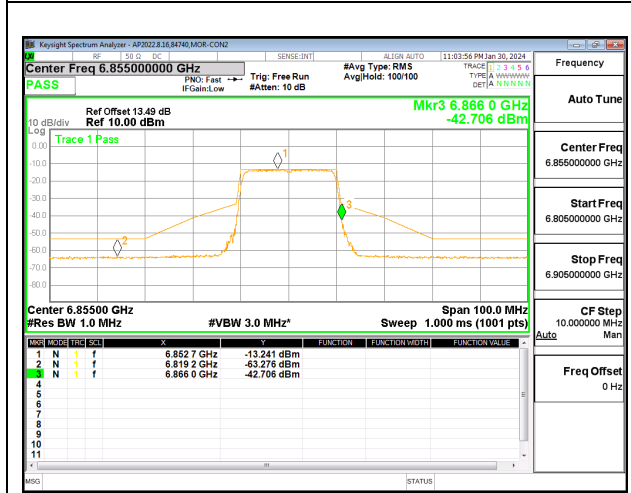 Keysight Spectrum Analyzer - AP2022.8.16,84740,MOR-CON2
LXI RF 50 Ω DC SENSE:INT ALIGN AUTO 11:03:56 PM Jan 30, 2024
Center Freq 6.855000000 GHz
PASS
PNO: Fast
IFGain:Low
Trig: Free Run
#Atten: 10 dB
#Avg Type: RMS
Avg|Hold: 100/100
TRACE 1 2 3 4 5 6
TYPE A WWWWW
DET A N N N N N
Ref Offset 13.49 dB
Ref 10.00 dBm
10 dB/div
Log
Mkr3 6.866 0 GHz
-42.706 dBm
Trace 1 Pass
0.00
-10.0
-20.0
-30.0
-40.0
-50.0
-60.0
-70.0
-80.0
1
2
3
Center 6.85500 GHz Span 100.0 MHz
#Res BW 1.0 MHz #VBW 3.0 MHz* Sweep 1.000 ms (1001 pts)
MKR MODE TRC SCL X Y FUNCTION FUNCTION WIDTH FUNCTION VALUE
1 N 1 f 6.852 7 GHz -13.241 dBm
2 N 1 f 6.819 2 GHz -63.276 dBm
3 N 1 f 6.866 0 GHz -42.706 dBm
4
5
6
7
8
9
10
11
MSG STATUS
Frequency
Auto Tune
Center Freq
6.855000000 GHz
Start Freq
6.805000000 GHz
Stop Freq
6.905000000 GHz
CF Step
10.000000 MHz
Auto Man
Freq Offset
0 Hz